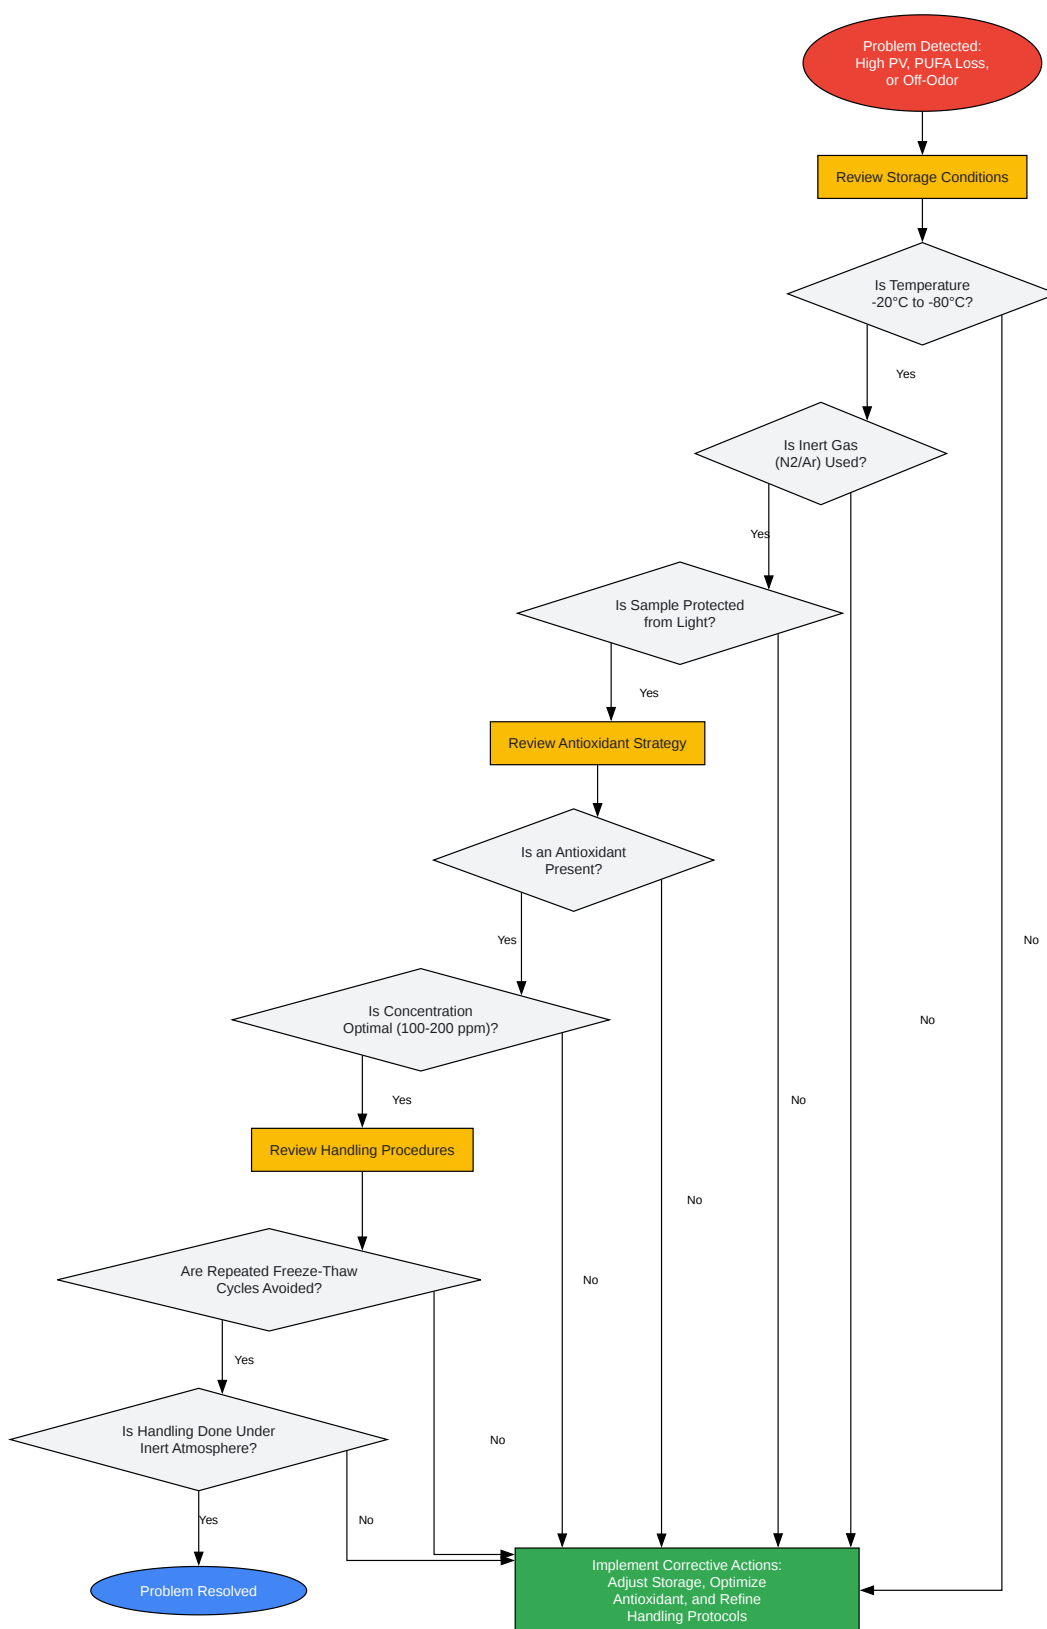 Problem Detected:
High PV, PUFA Loss,
or Off-Odor
Review Storage Conditions
Is Temperature
-20°C to -80°C?
Yes
Is Inert Gas
(N2/Ar) Used?
Yes
Is Sample Protected
from Light?
Yes
Review Antioxidant Strategy
Is an Antioxidant
Present?
Yes
No
Is Concentration
Optimal (100-200 ppm)?
No
Yes
No
Review Handling Procedures
No
Are Repeated Freeze-Thaw
Cycles Avoided?
No
Yes
Is Handling Done Under
Inert Atmosphere?
No
Yes
No
Implement Corrective Actions:
Adjust Storage, Optimize
Antioxidant, and Refine
Handling Protocols
Problem Resolved